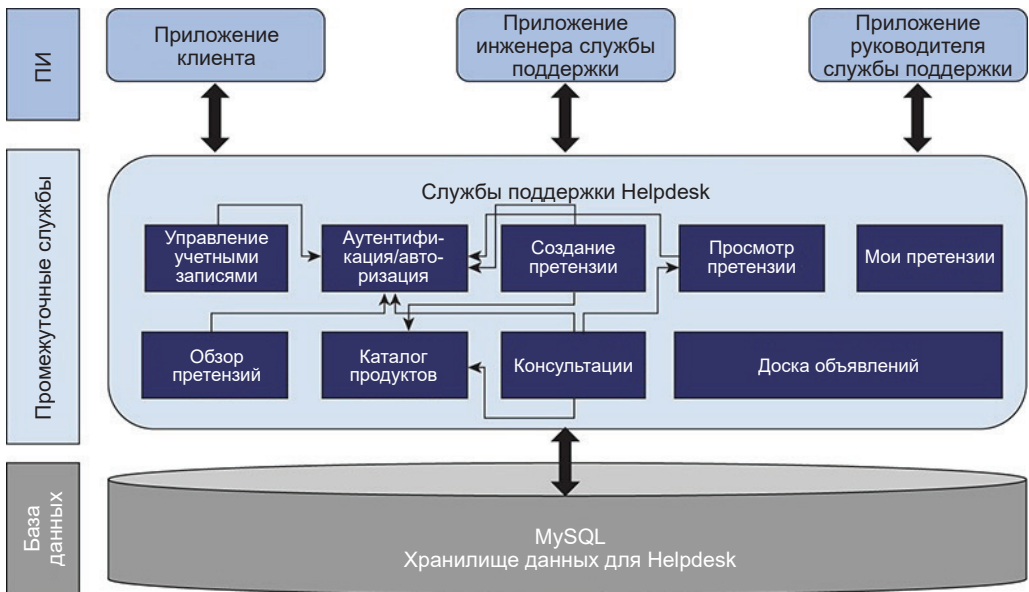 ПИ
Приложение
клиента
Приложение
инженера службы
поддержки
Приложение
руководителя
службы поддержки
Промежуточные службы
Службы поддержки Helpdesk
Управление
учетными
записями
Аутентифи-
кация/авто-
ризация
Создание
претензии
Просмотр
претензии
Мои претензии
Обзор
претензий
Каталог
продуктов
Консультации
Доска объявлений
База
данных
MySQL
Хранилище данных для Helpdesk